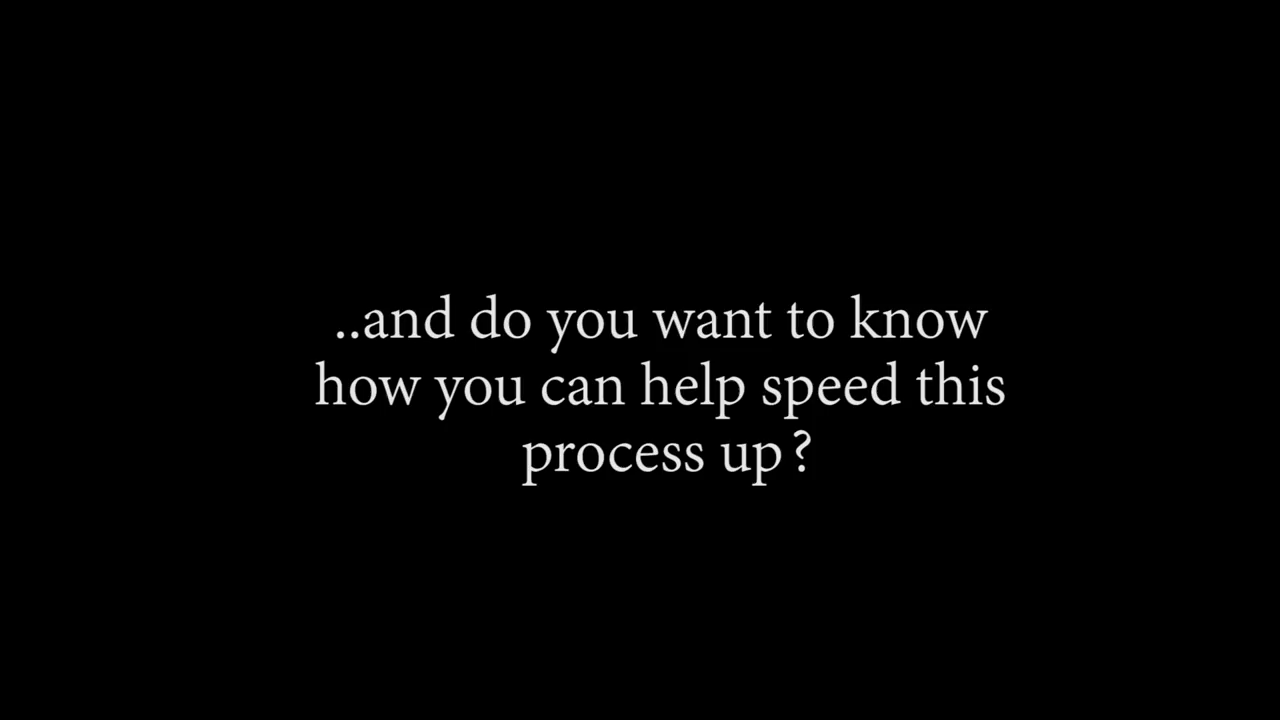 ..and do you want to know
how you can help speed this
process up?